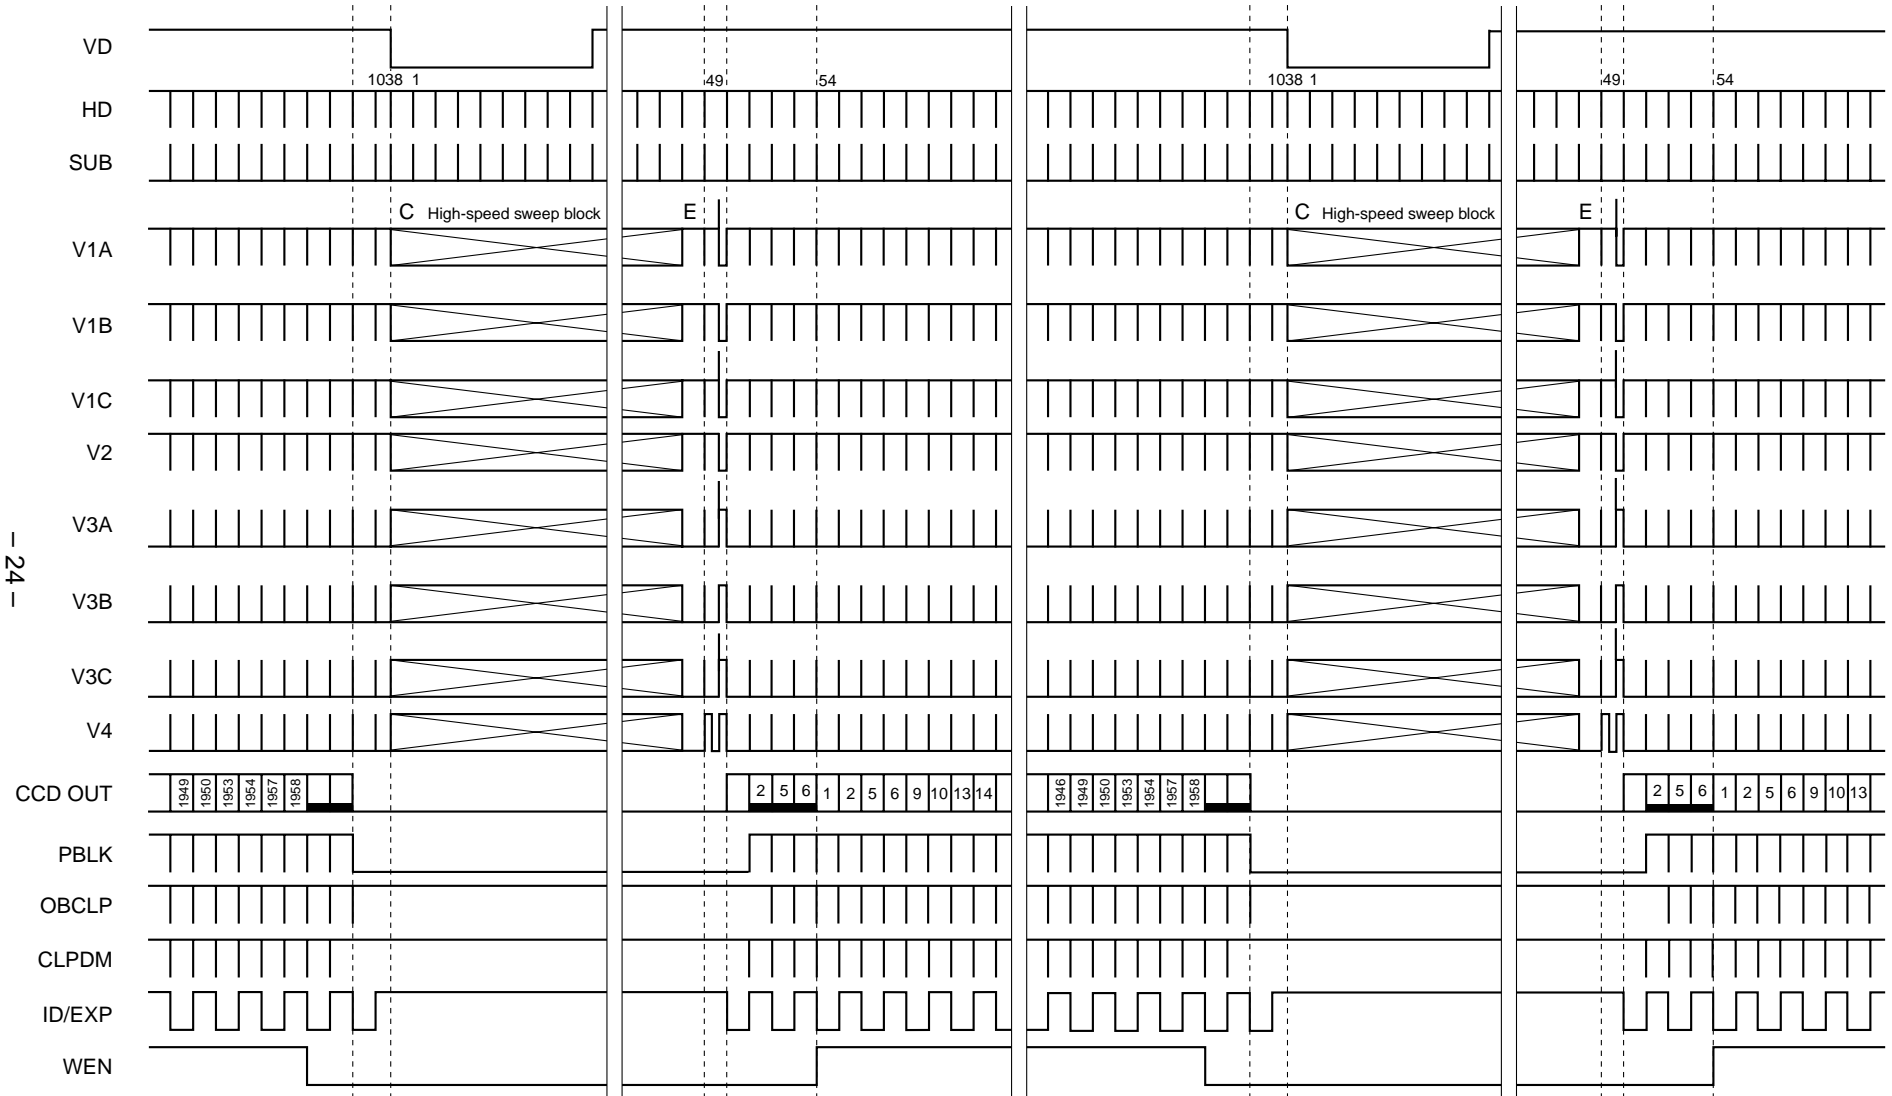 VD
1038 1 49 54 1038 1 49 54
HD
SUB
C High-speed sweep block E C High-speed sweep block E
V1A
V1B
V1C
V2
V3A
– 24 –
V3B
V3C
V4
CCD OUT 1949 1950 1953 1954 1957 1958 2 5 6 1 2 5 6 9 10 13 14 1946 1949 1950 1953 1954 1957 1958 2 5 6 1 2 5 6 9 10 13
PBLK
OBCLP
CLPDM
ID/EXP
WEN